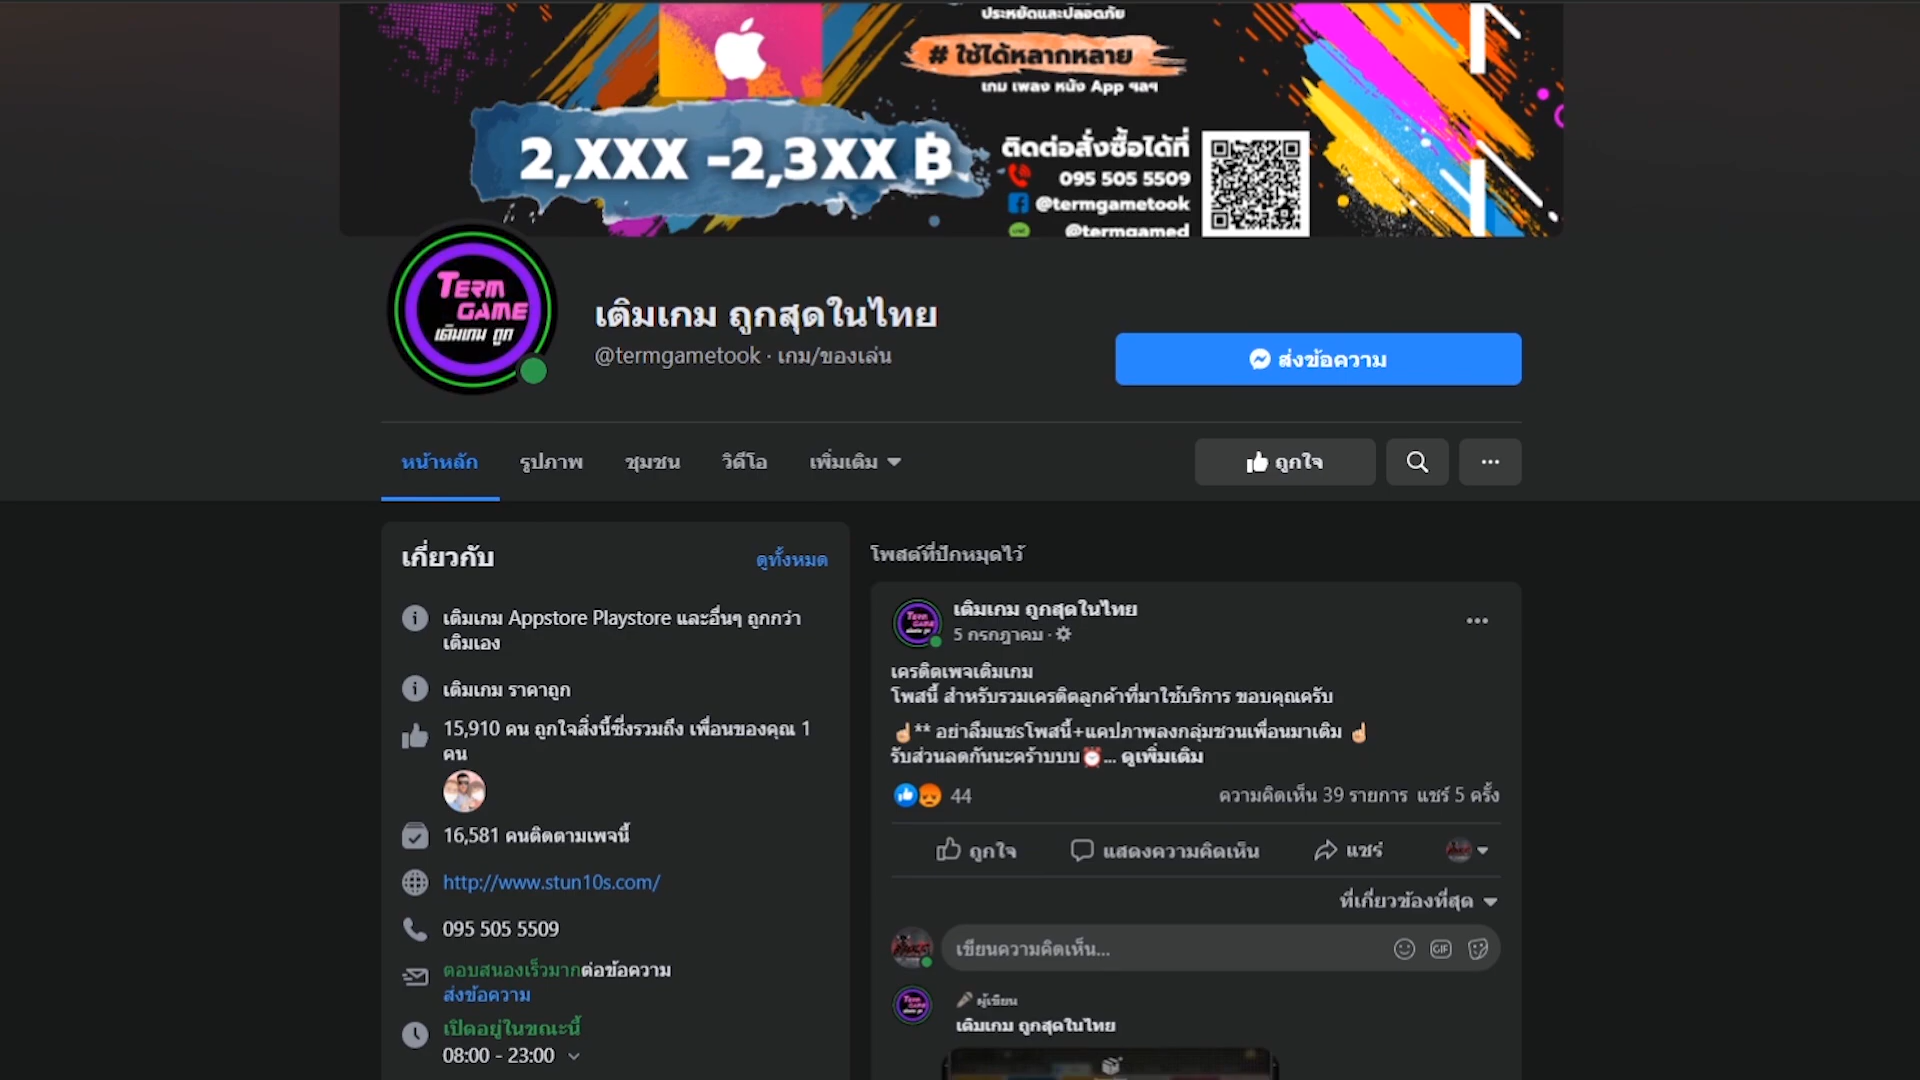 ประหยัดและปลอดภัย
# ใช้ได้หลากหลาย
เกม เพลง หนัง App ฯลฯ
2,XXX -2,3XX ฿
ติดต่อสั่งซื้อได้ที่
095 505 5509
@termgametook
@termgamed
TERM
GAME
เติมเกม ถูก
เติมเกม ถูกสุดในไทย
@termgametook · เกม/ของเล่น
ส่งข้อความ
หน้าหลัก
รูปภาพ
ชุมชน
วิดีโอ
เพิ่มเติม
ถูกใจ
เกี่ยวกับ
ดูทั้งหมด
เติมเกม Appstore Playstore และอื่นๆ ถูกกว่า
เติมเอง
เติมเกม ราคาถูก
15,910 คน ถูกใจสิ่งนี้ซึ่งรวมถึง เพื่อนของคุณ 1
คน
16,581 คนติดตามเพจนี้
http://www.stun10s.com/
095 505 5509
ตอบสนองเร็วมากต่อข้อความ
ส่งข้อความ
เปิดอยู่ในขณะนี้
08:00 - 23:00
โพสต์ที่ปักหมุดไว้
เติมเกม ถูกสุดในไทย
5 กรกฎาคม ·
เครดิตเพจเติมเกม
โพสนี้ สำหรับรวมเครดิตลูกค้าที่มาใช้บริการ ขอบคุณครับ
☝** อย่าลืมแชรโพสนี้+แคปภาพลงกลุ่มชวนเพื่อนมาเติม ☝
รับส่วนลดกันนะคร้าบบบ⏰... ดูเพิ่มเติม
44
ความคิดเห็น 39 รายการ แชร์ 5 ครั้ง
ถูกใจ
แสดงความคิดเห็น
แชร์
ที่เกี่ยวข้องที่สุด
เขียนความคิดเห็น...
GIF
ผู้เขียน
เติมเกม ถูกสุดในไทย